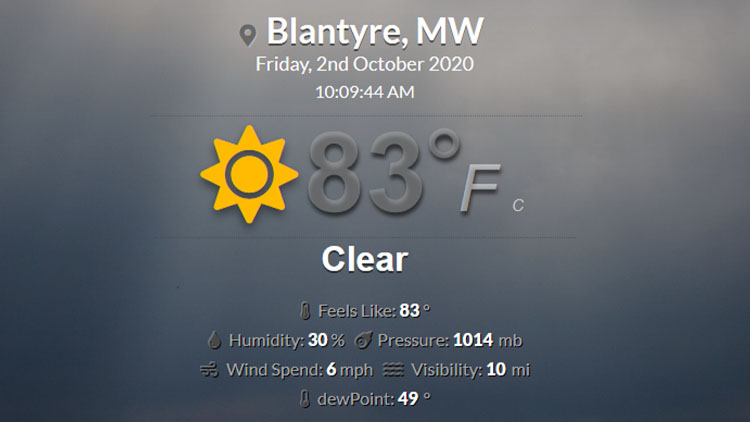 Blantyre, MW
Friday, 2nd October 2020
10:09:44 AM
83° F C
Clear
Feels Like: 83 °
Humidity: 30 % Pressure: 1014 mb
Wind Spend: 6 mph Visibility: 10 mi
dewPoint: 49 °